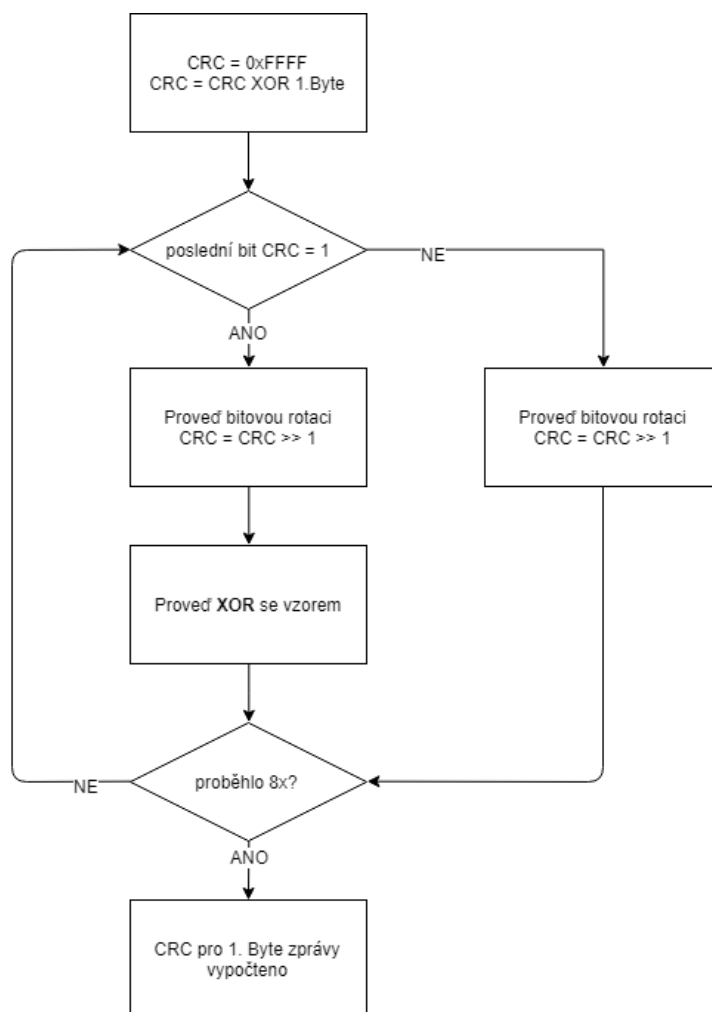 CRC = 0xFFFF
CRC = CRC XOR 1.Byte
poslední bit CRC = 1
NE
ANO
Proveď bitovou rotaci
CRC = CRC >> 1
Proveď bitovou rotaci
CRC = CRC >> 1
Proveď XOR se vzorem
proběhlo 8x?
NE
ANO
CRC pro 1. Byte zprávy
vypočteno